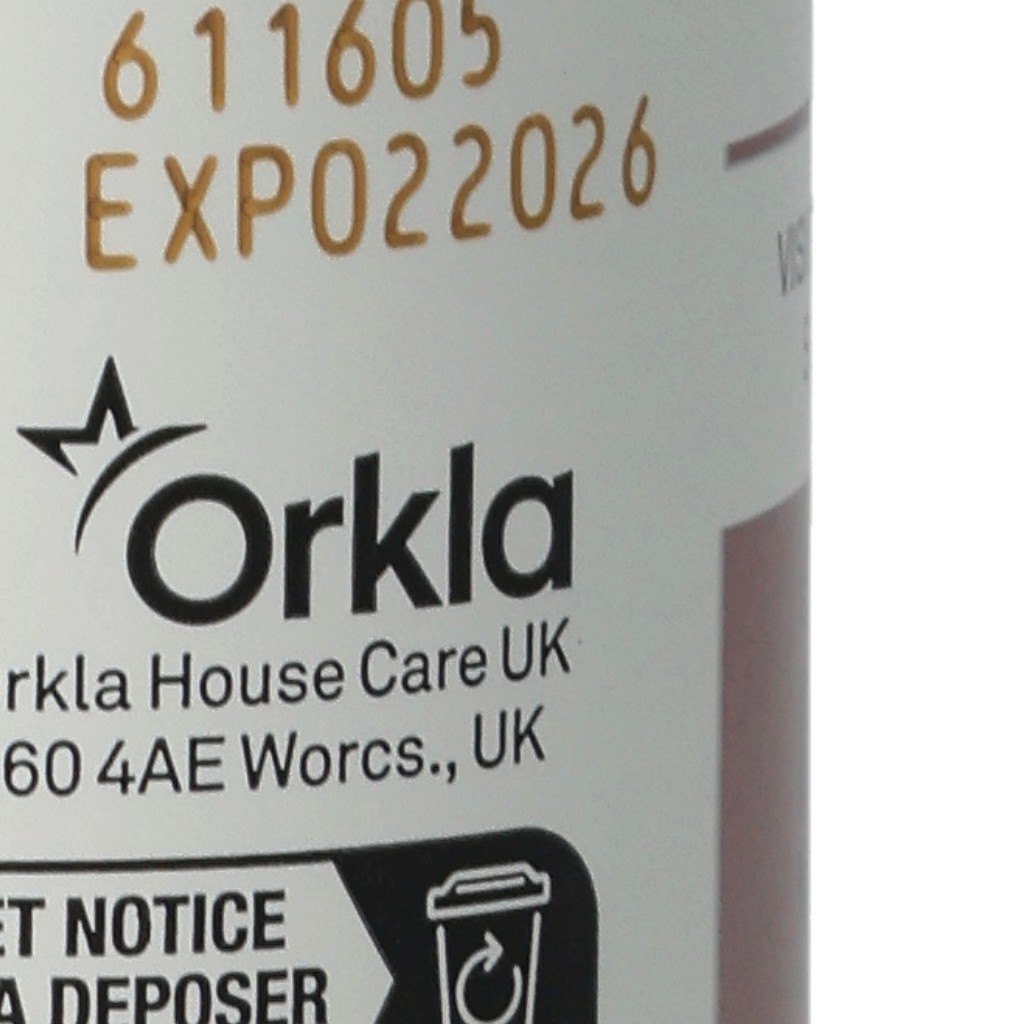 611605
EXP022026
Orkla
rkla House Care UK
60 4AE Worcs., UK
ET NOTICE
A DEPOSER